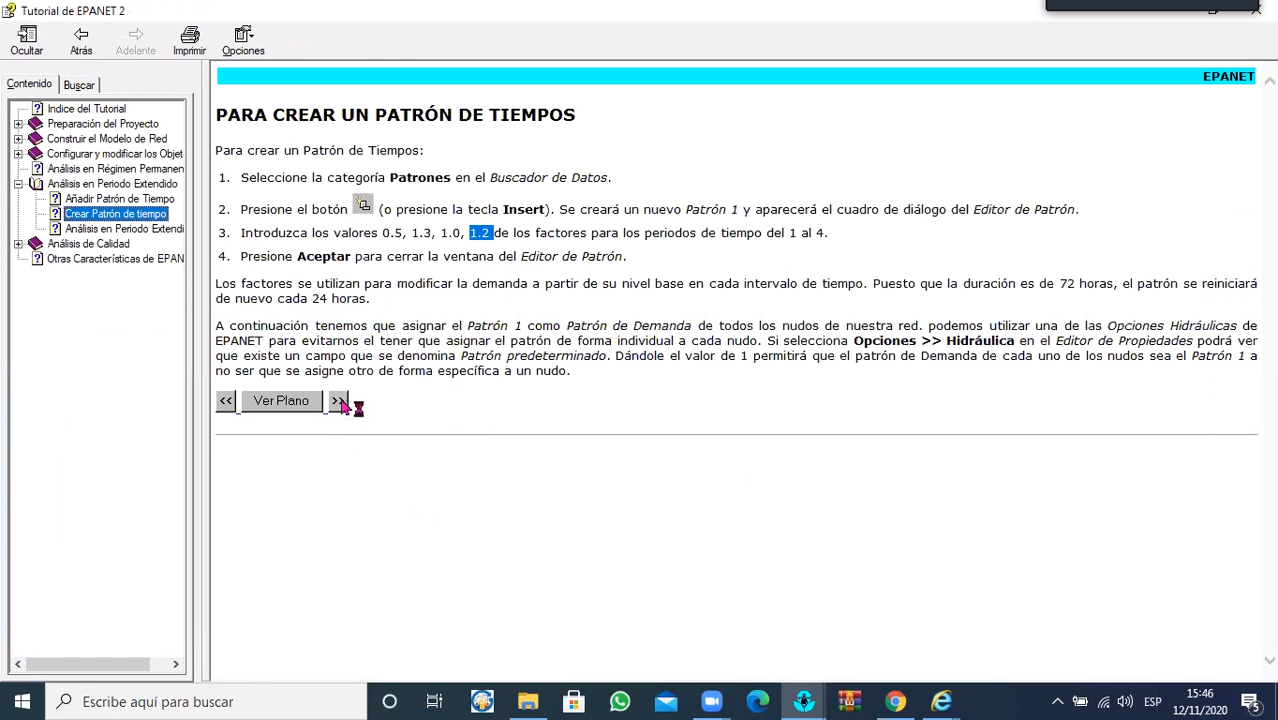 Tutorial de EPANET 2
Ocultar Atrás Adelante Imprimir Opciones
Contenido Buscar
Indice del Tutorial
Preparación del Proyecto
Construir el Modelo de Red
Configurar y modificar los Objet
Análisis en Régimen Permanen
Análisis en Periodo Extendido
Añadir Patrón de Tiempo
Crear Patrón de tiempo
Análisis en Periodo Extendi
Análisis de Calidad
Otras Características de EPAN
EPANET
PARA CREAR UN PATRÓN DE TIEMPOS
Para crear un Patrón de Tiempos:
1. Seleccione la categoría Patrones en el Buscador de Datos.
2. Presione el botón (o presione la tecla Insert). Se creará un nuevo Patrón 1 y aparecerá el cuadro de diálogo del Editor de Patrón.
3. Introduzca los valores 0.5, 1.3, 1.0, 1.2 de los factores para los periodos de tiempo del 1 al 4.
4. Presione Aceptar para cerrar la ventana del Editor de Patrón.
Los factores se utilizan para modificar la demanda a partir de su nivel base en cada intervalo de tiempo. Puesto que la duración es de 72 horas, el patrón se reiniciará
de nuevo cada 24 horas.
A continuación tenemos que asignar el Patrón 1 como Patrón de Demanda de todos los nudos de nuestra red. podemos utilizar una de las Opciones Hidráulicas de
EPANET para evitarnos el tener que asignar el patrón de forma individual a cada nudo. Si selecciona Opciones >> Hidráulica en el Editor de Propiedades podrá ver
que existe un campo que se denomina Patrón predeterminado. Dándole el valor de 1 permitirá que el patrón de Demanda de cada uno de los nudos sea el Patrón 1 a
no ser que se asigne otro de forma específica a un nudo.
<< Ver Plano >>
Escribe aquí para buscar
ESP
15:46
12/11/2020
5